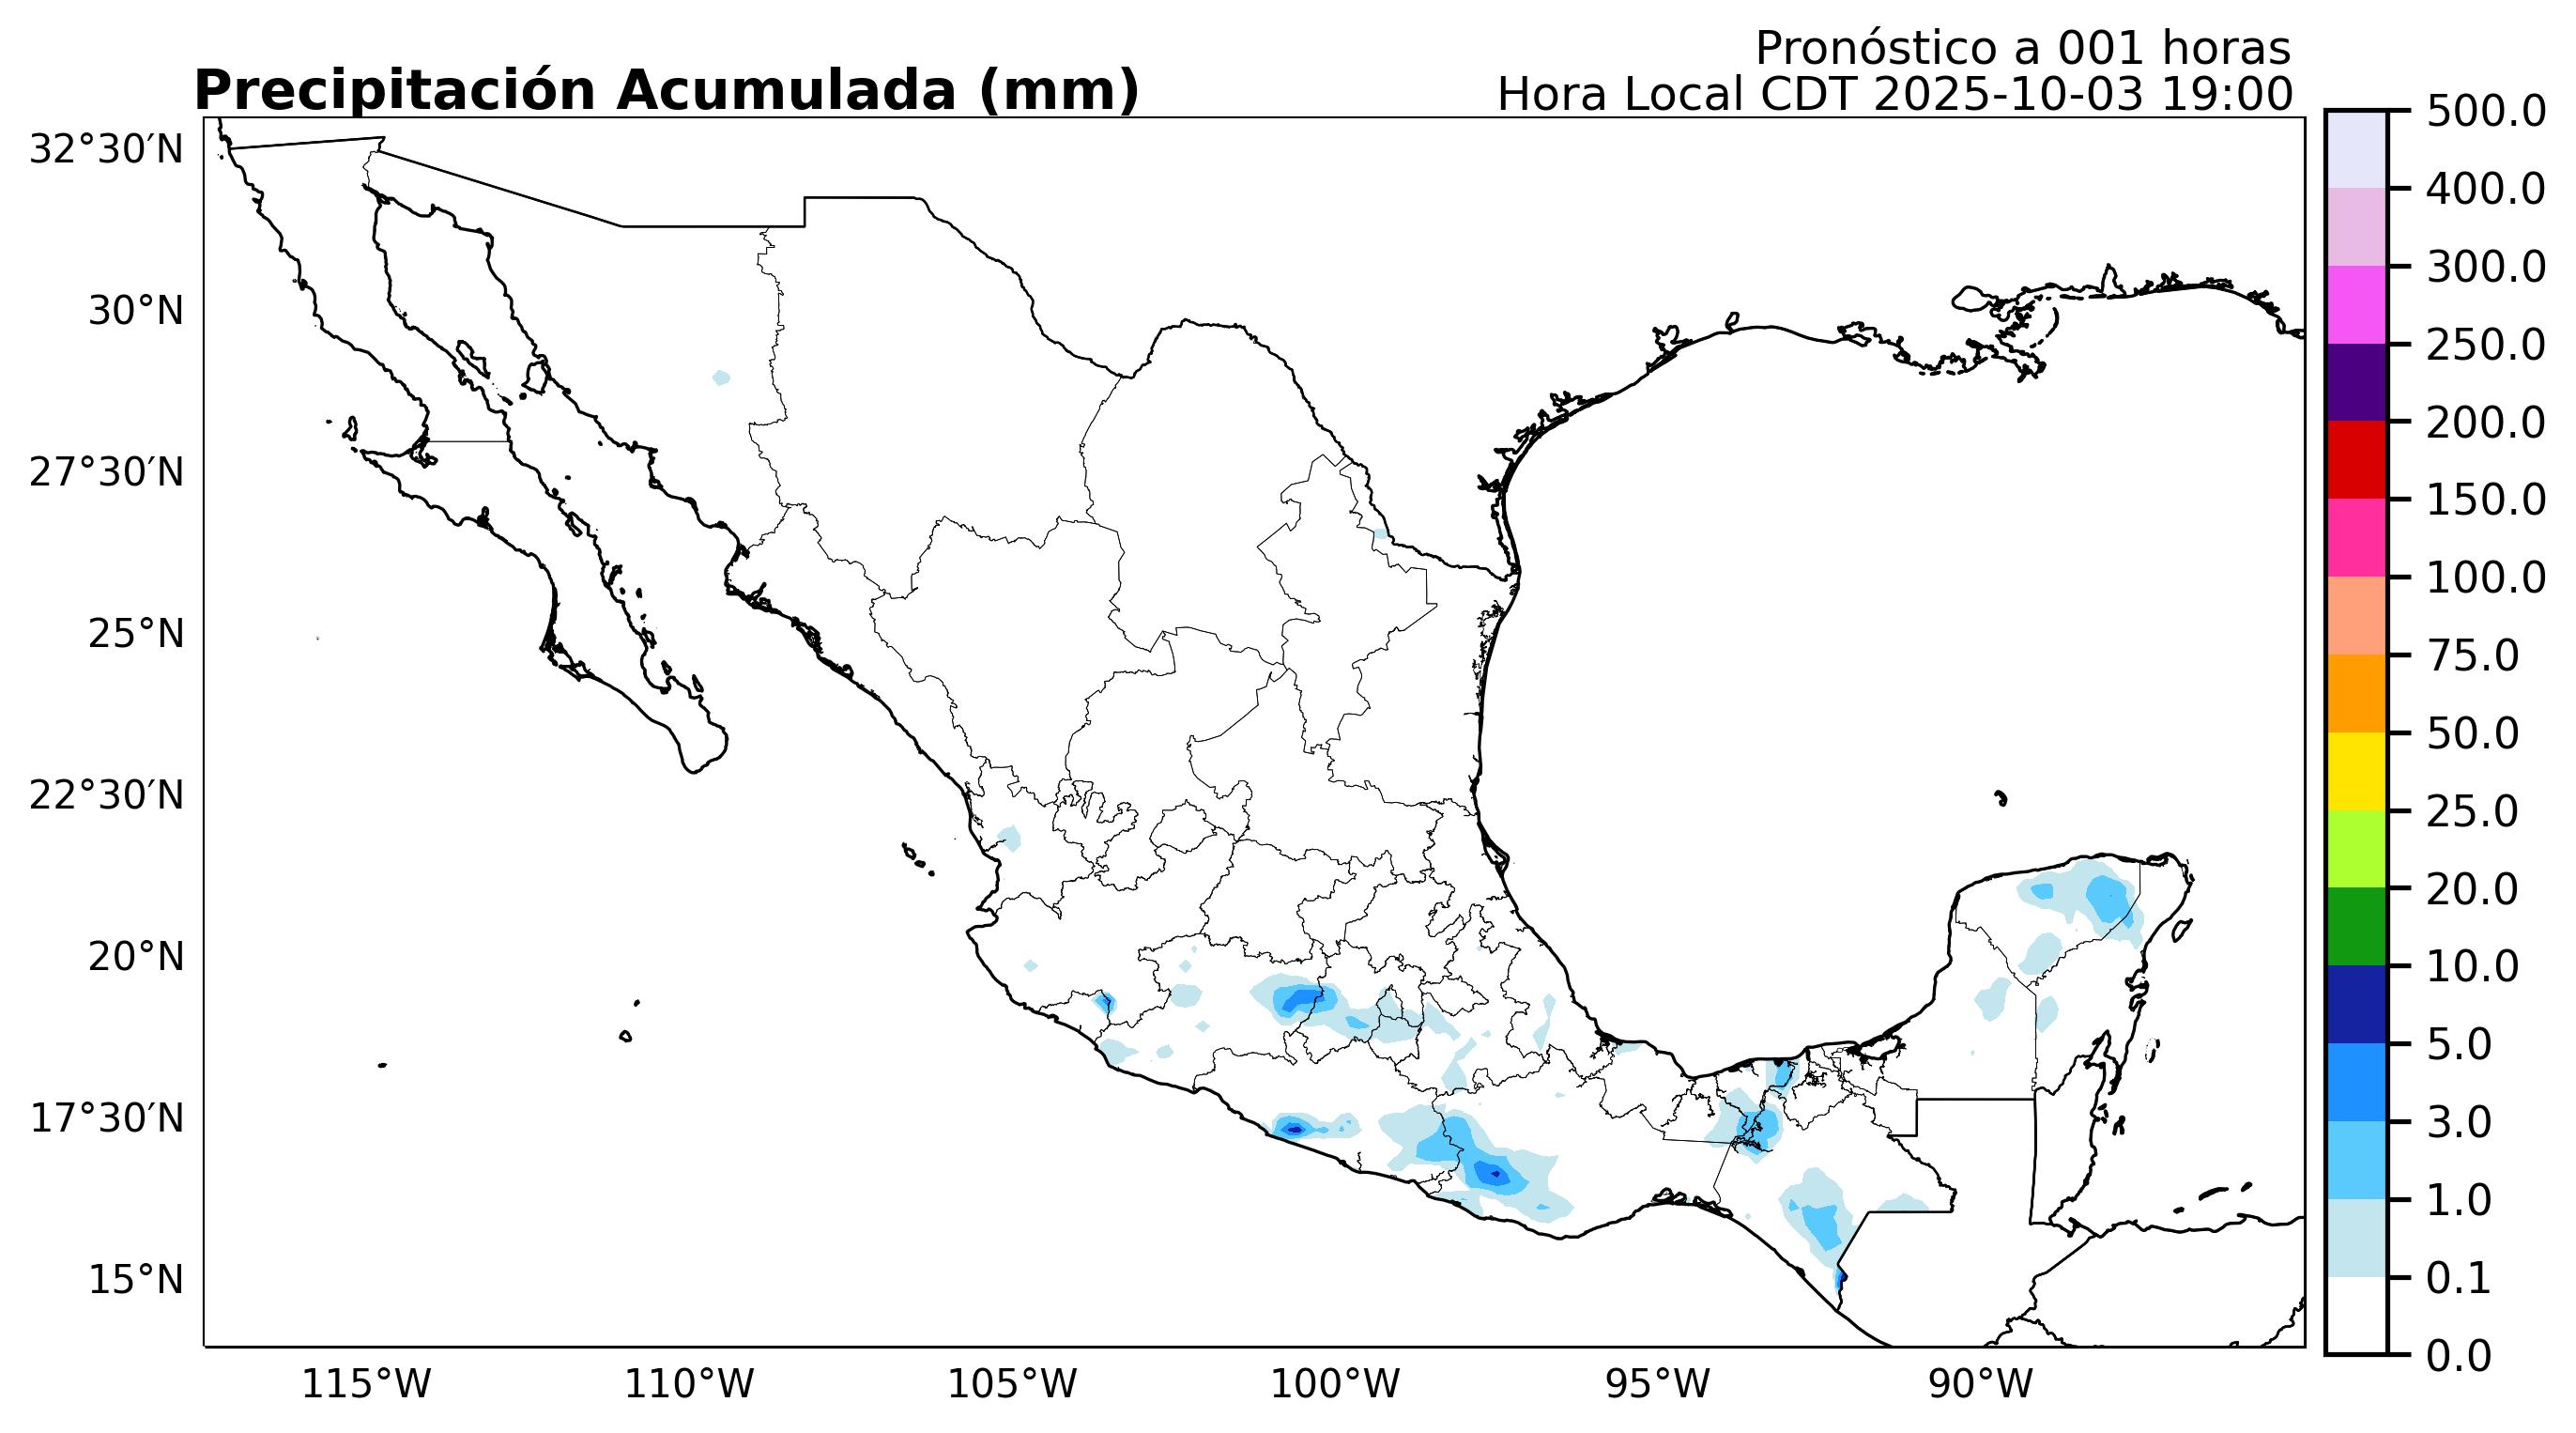 Pronóstico a 001 horas
Precipitación Acumulada (mm)
Hora Local CDT 2025-10-03 19:00
32°30′N
30°N
27°30′N
25°N
22°30′N
20°N
17°30′N
15°N
115°W
110°W
105°W
100°W
95°W
90°W
500.0
400.0
300.0
250.0
200.0
150.0
100.0
75.0
50.0
25.0
20.0
10.0
5.0
3.0
1.0
0.1
0.0